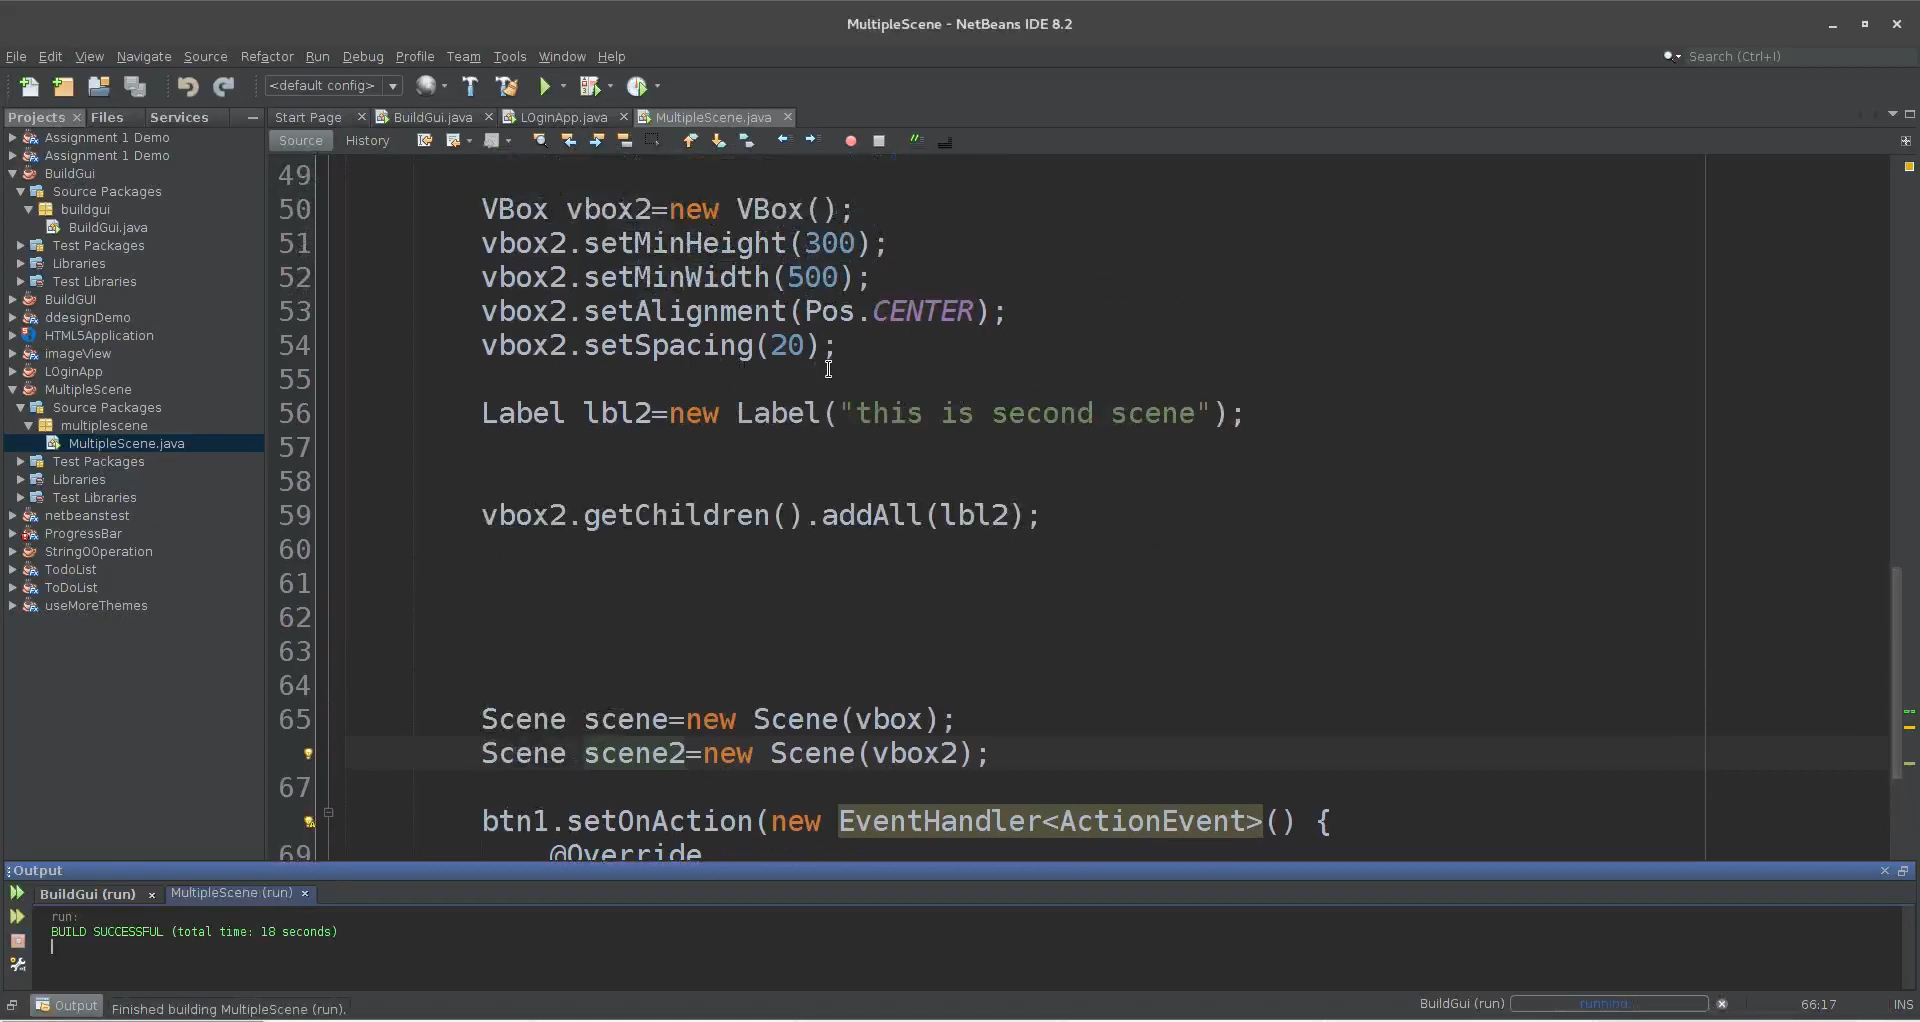 MultipleScene - NetBeans IDE 8.2
File Edit View Navigate Source Refactor Run Debug Profile Team Tools Window Help
Search (Ctrl+I)
<default config>
Projects Files Services
Start Page BuildGui.java LOginApp.java MultipleScene.java
Source History
Assignment 1 Demo
Assignment 1 Demo
BuildGui
Source Packages
buildgui
BuildGui.java
Test Packages
Libraries
Test Libraries
BuildGUI
ddesignDemo
HTML5Application
imageView
LOginApp
MultipleScene
Source Packages
multiplescene
MultipleScene.java
Test Packages
Libraries
Test Libraries
netbeanstest
ProgressBar
StringOOperation
TodoList
ToDoList
useMoreThemes
49
50 VBox vbox2=new VBox();
51 vbox2.setMinHeight(300);
52 vbox2.setMinWidth(500);
53 vbox2.setAlignment(Pos.CENTER);
54 vbox2.setSpacing(20);
55
56 Label lbl2=new Label("this is second scene");
57
58
59 vbox2.getChildren().addAll(lbl2);
60
61
62
63
64
65 Scene scene=new Scene(vbox);
Scene scene2=new Scene(vbox2);
67
btn1.setOnAction(new EventHandler<ActionEvent>() {
69 @Override
Output
BuildGui (run) MultipleScene (run)
run:
BUILD SUCCESSFUL (total time: 18 seconds)
Output Finished building MultipleScene (run). BuildGui (run) running... 66:17 INS